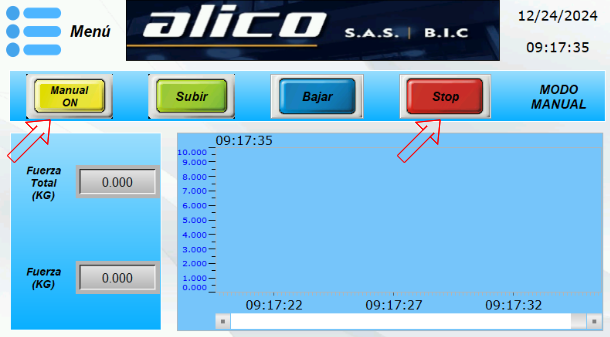 Menú
alico S.A.S. | B.I.C
12/24/2024
09:17:35
Manual
ON
Subir
Bajar
Stop
MODO
MANUAL
Fuerza
Total
(KG)
0.000
Fuerza
(KG)
0.000
09:17:35
10.000
9.000
8.000
7.000
6.000
5.000
4.000
3.000
2.000
1.000
0.000
09:17:22 09:17:27 09:17:32